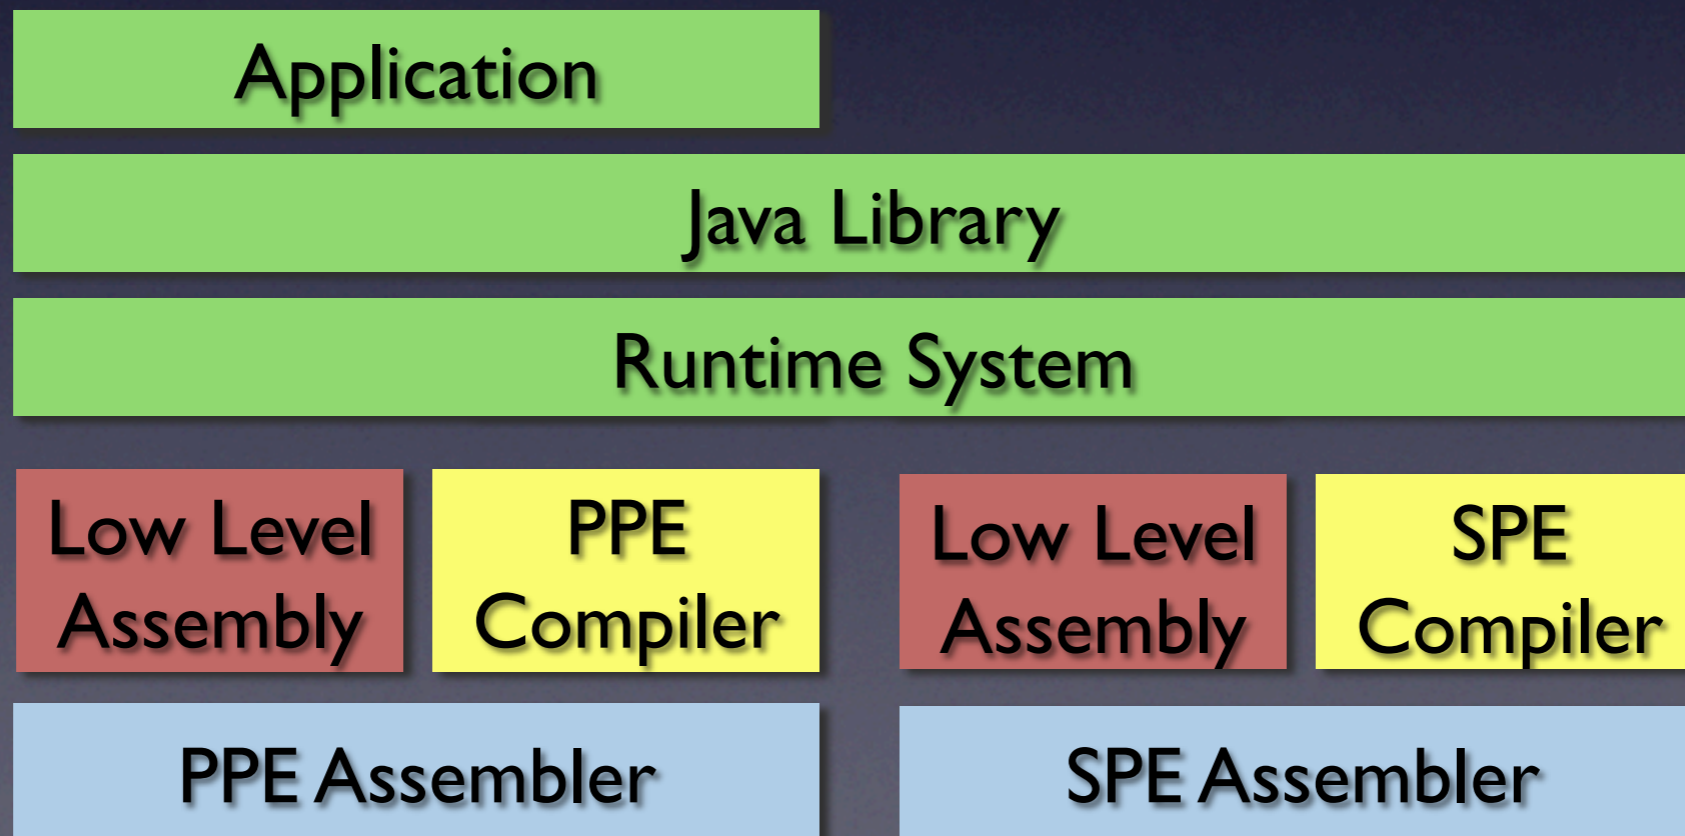 Application
Java Library
Runtime System
Low Level
Assembly
PPE
Compiler
Low Level
Assembly
SPE
Compiler
PPE Assembler
SPE Assembler